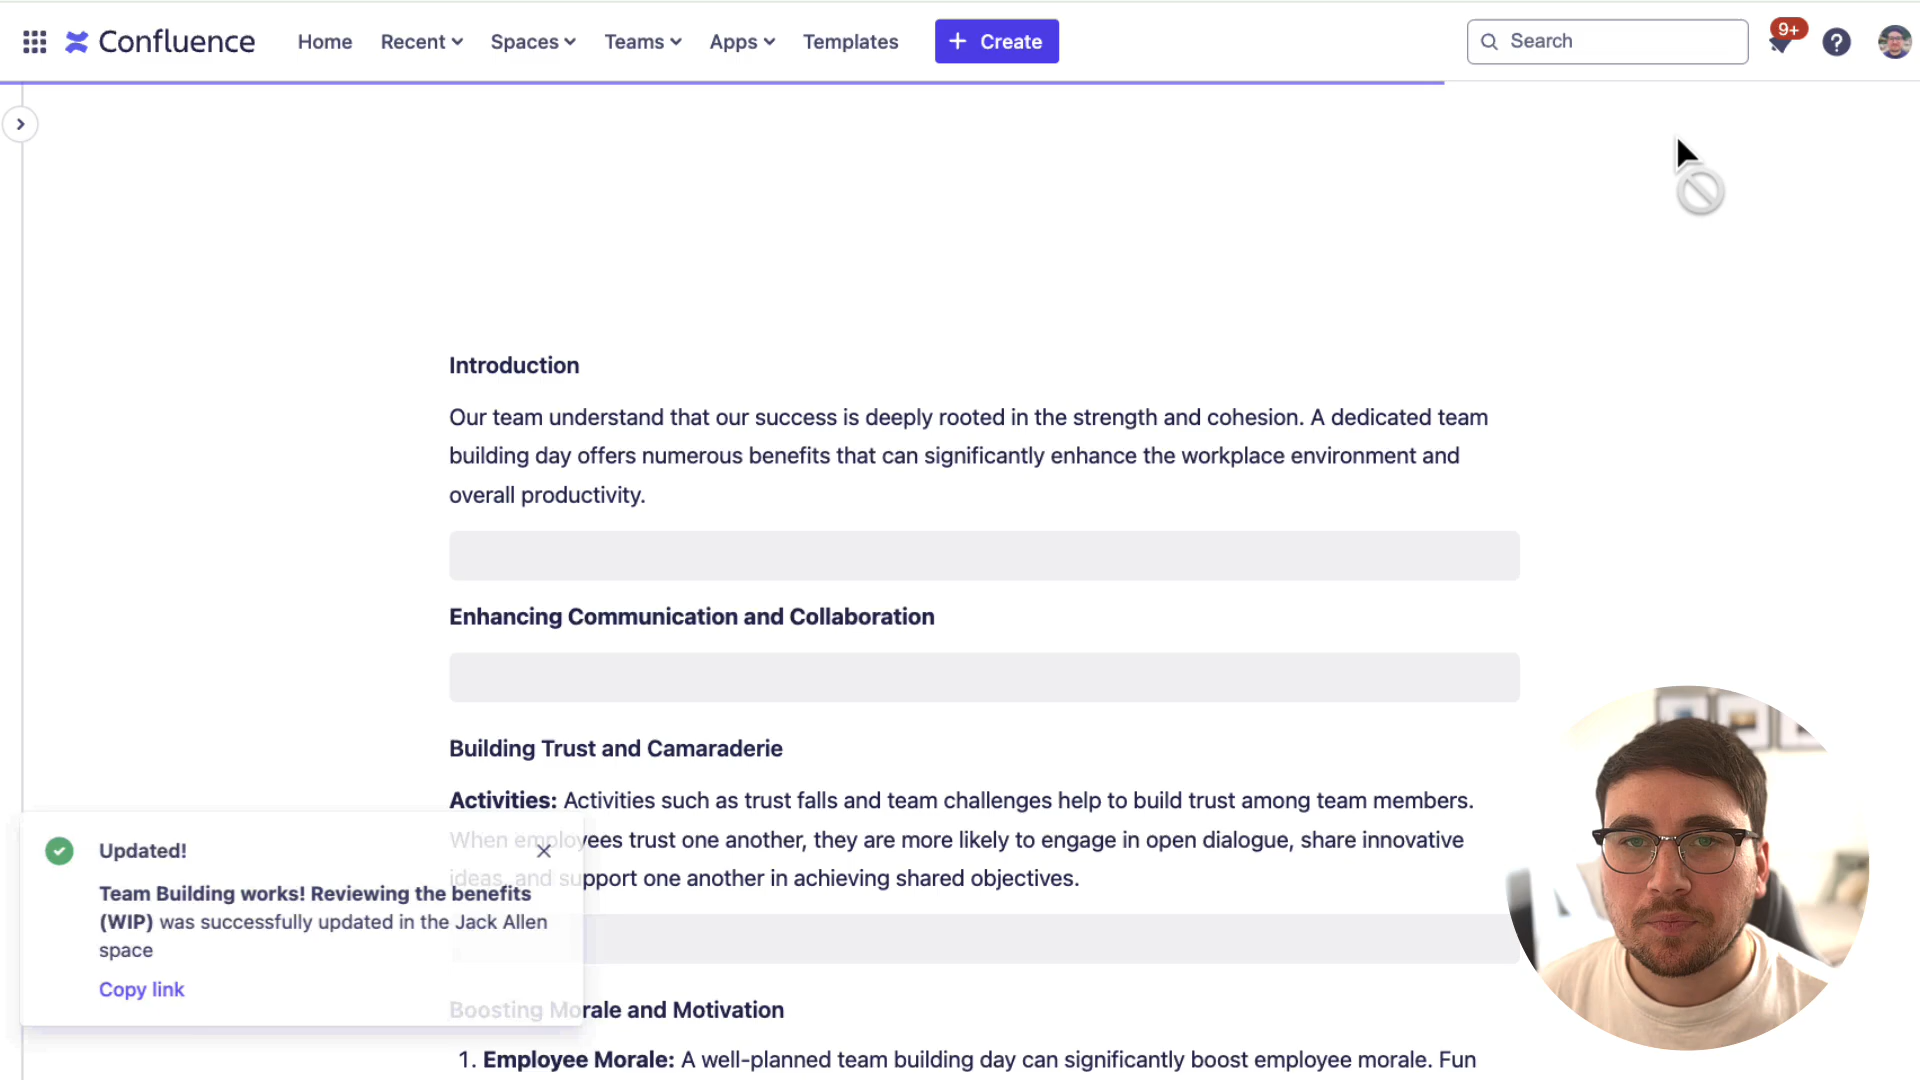 Confluence Home Recent Spaces Teams Apps Templates + Create Search 9+ ?
Introduction
Our team understand that our success is deeply rooted in the strength and cohesion. A dedicated team
building day offers numerous benefits that can significantly enhance the workplace environment and
overall productivity.
Enhancing Communication and Collaboration
Building Trust and Camaraderie
Activities: Activities such as trust falls and team challenges help to build trust among team members.
When employees trust one another, they are more likely to engage in open dialogue, share innovative
ideas, and support one another in achieving shared objectives.
Boosting Morale and Motivation
1. Employee Morale: A well-planned team building day can significantly boost employee morale. Fun
Updated!
Team Building works! Reviewing the benefits
(WIP) was successfully updated in the Jack Allen
space
Copy link